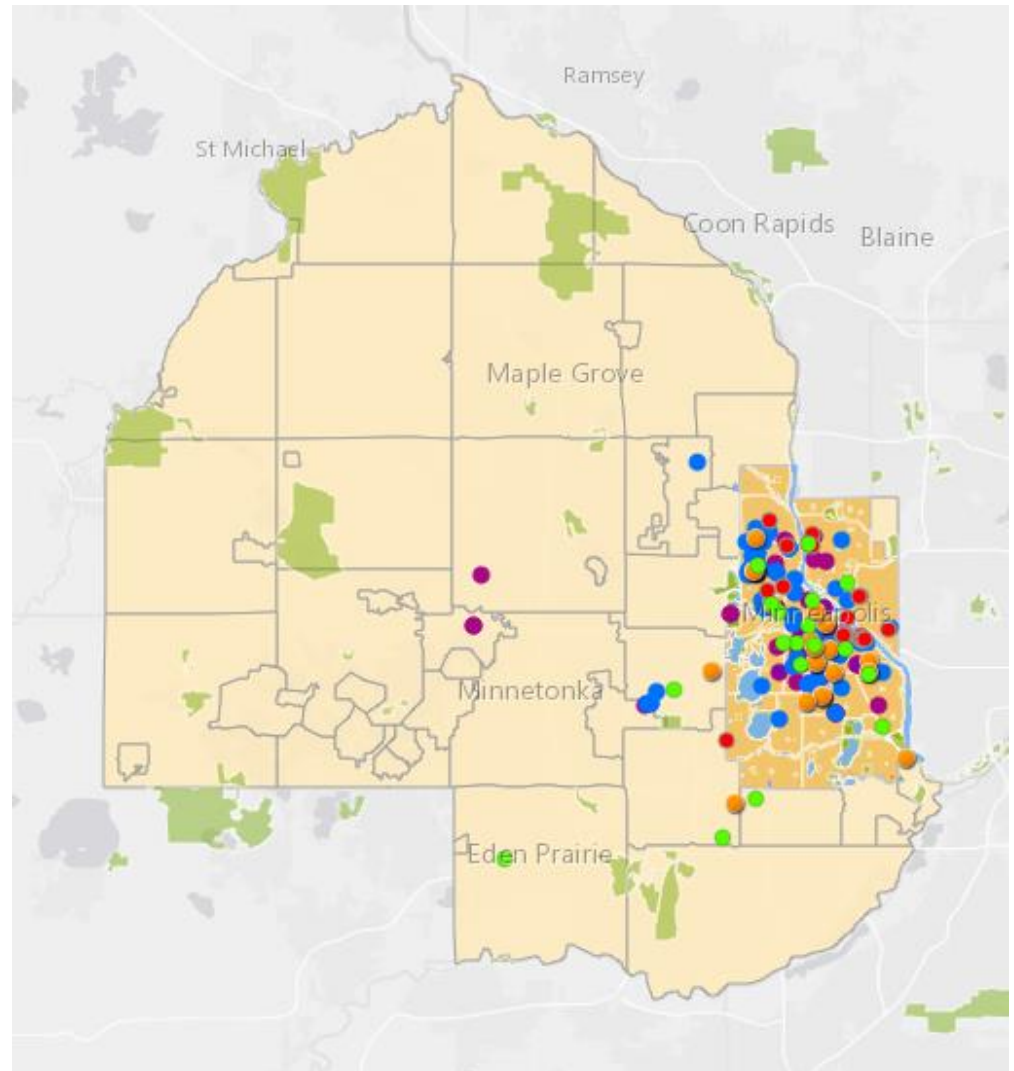 Ramsey
St Michael
Coon Rapids
Blaine
Maple Grove
Minneapolis
Minnetonka
Eden Prairie